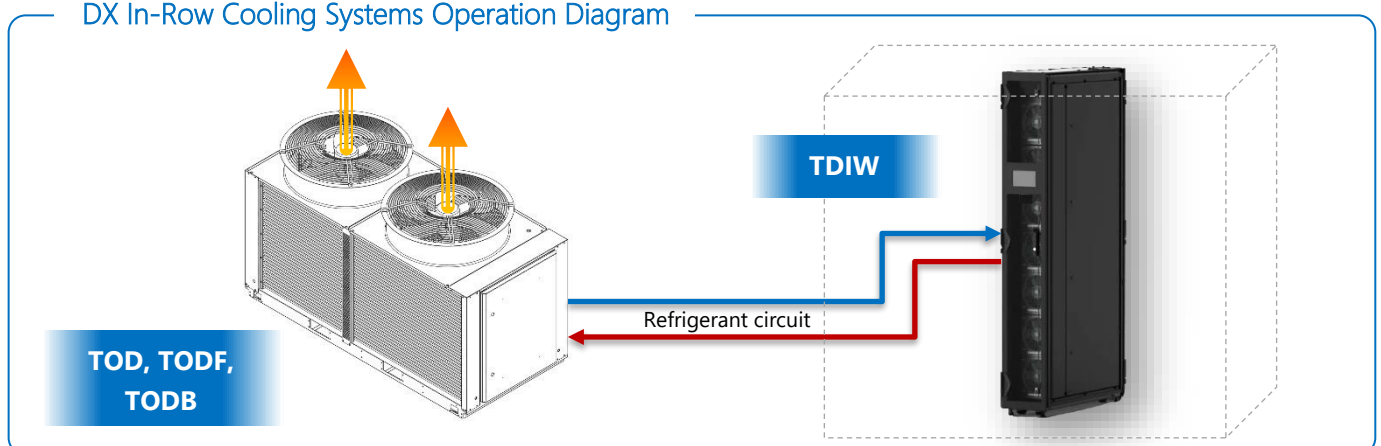 DX In-Row Cooling Systems Operation Diagram
TDIW
Refrigerant circuit
TOD, TODF,
TODB